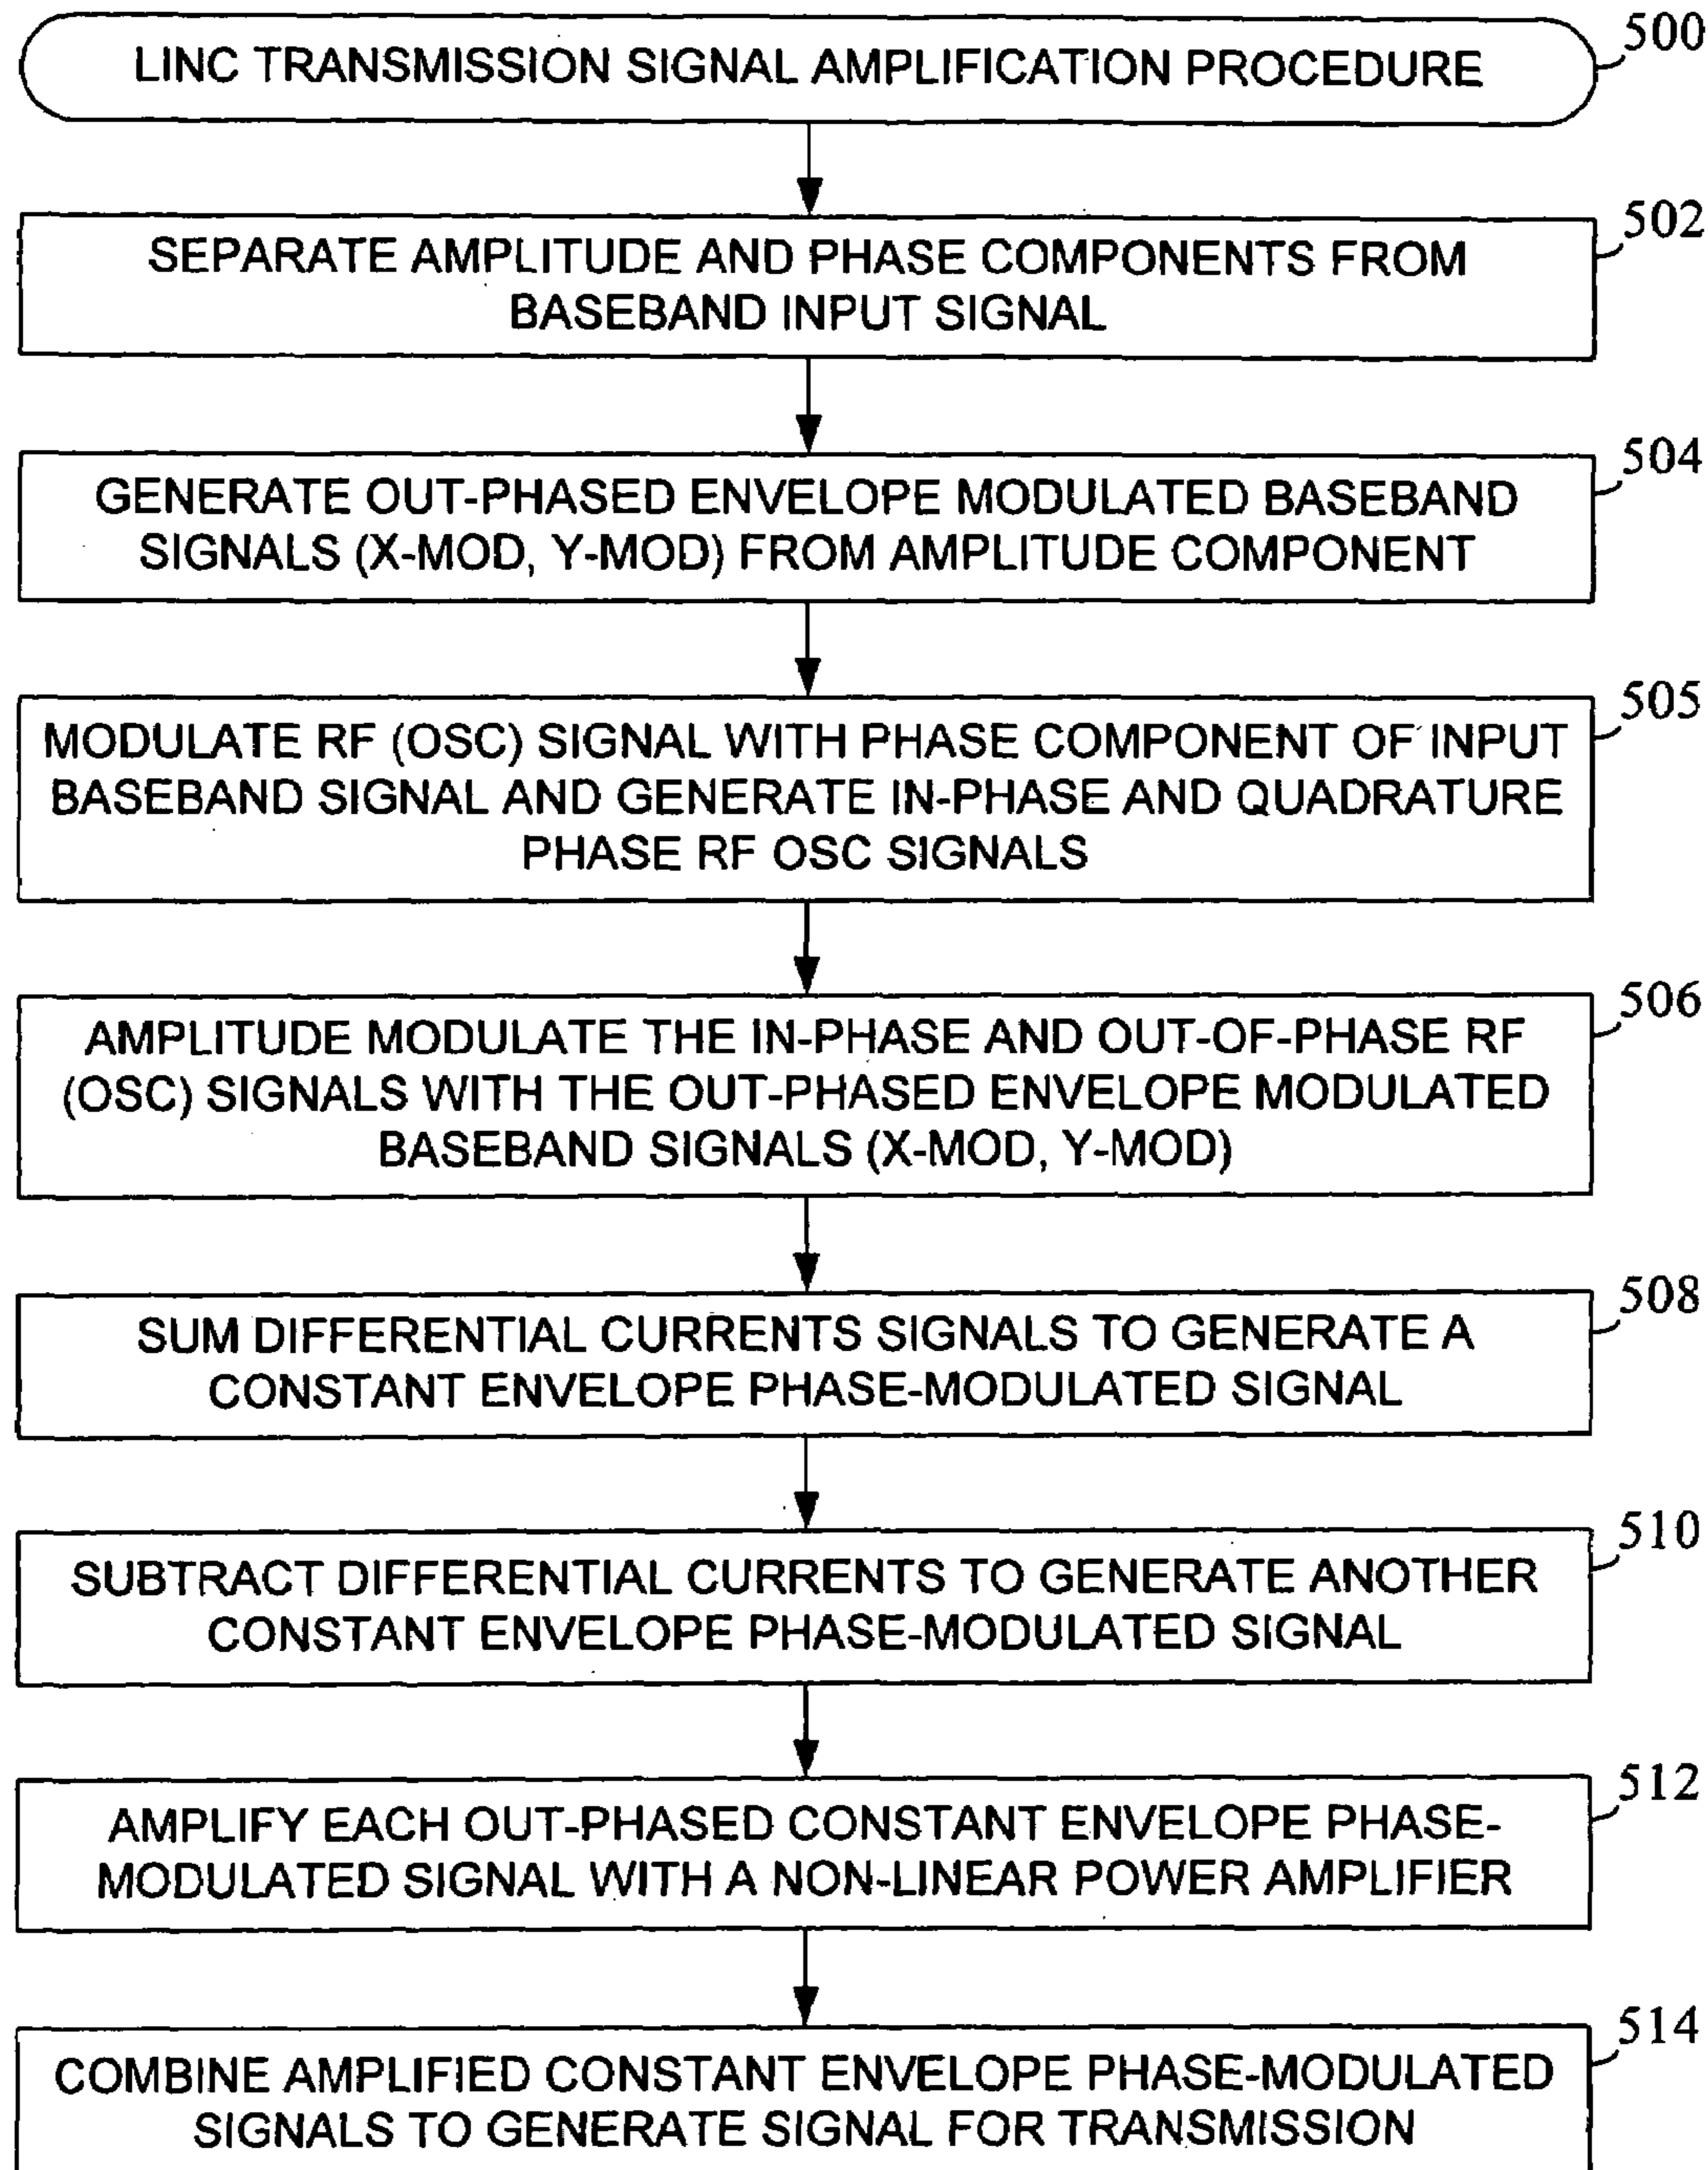 500
LINC TRANSMISSION SIGNAL AMPLIFICATION PROCEDURE
502
SEPARATE AMPLITUDE AND PHASE COMPONENTS FROM
BASEBAND INPUT SIGNAL
504
GENERATE OUT-PHASED ENVELOPE MODULATED BASEBAND
SIGNALS (X-MOD, Y-MOD) FROM AMPLITUDE COMPONENT
505
MODULATE RF (OSC) SIGNAL WITH PHASE COMPONENT OF INPUT
BASEBAND SIGNAL AND GENERATE IN-PHASE AND QUADRATURE
PHASE RF OSC SIGNALS
506
AMPLITUDE MODULATE THE IN-PHASE AND OUT-OF-PHASE RF
(OSC) SIGNALS WITH THE OUT-PHASED ENVELOPE MODULATED
BASEBAND SIGNALS (X-MOD, Y-MOD)
508
SUM DIFFERENTIAL CURRENTS SIGNALS TO GENERATE A
CONSTANT ENVELOPE PHASE-MODULATED SIGNAL
510
SUBTRACT DIFFERENTIAL CURRENTS TO GENERATE ANOTHER
CONSTANT ENVELOPE PHASE-MODULATED SIGNAL
512
AMPLIFY EACH OUT-PHASED CONSTANT ENVELOPE PHASE-
MODULATED SIGNAL WITH A NON-LINEAR POWER AMPLIFIER
514
COMBINE AMPLIFIED CONSTANT ENVELOPE PHASE-MODULATED
SIGNALS TO GENERATE SIGNAL FOR TRANSMISSION